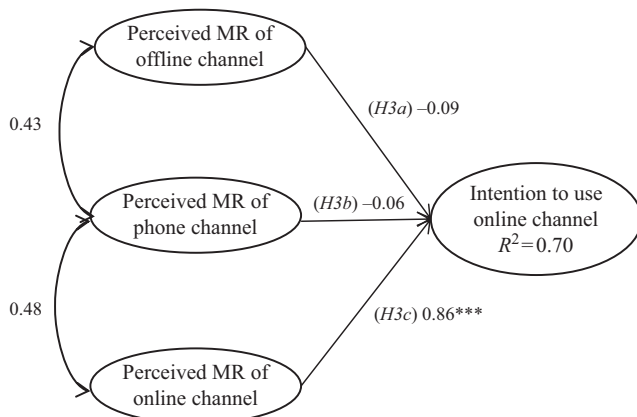 Perceived MR of
offline channel
0.43
(H3a) –0.09
Perceived MR of
phone channel
(H3b) –0.06
Intention to use
online channel
R²=0.70
0.48
(H3c) 0.86***
Perceived MR of
online channel